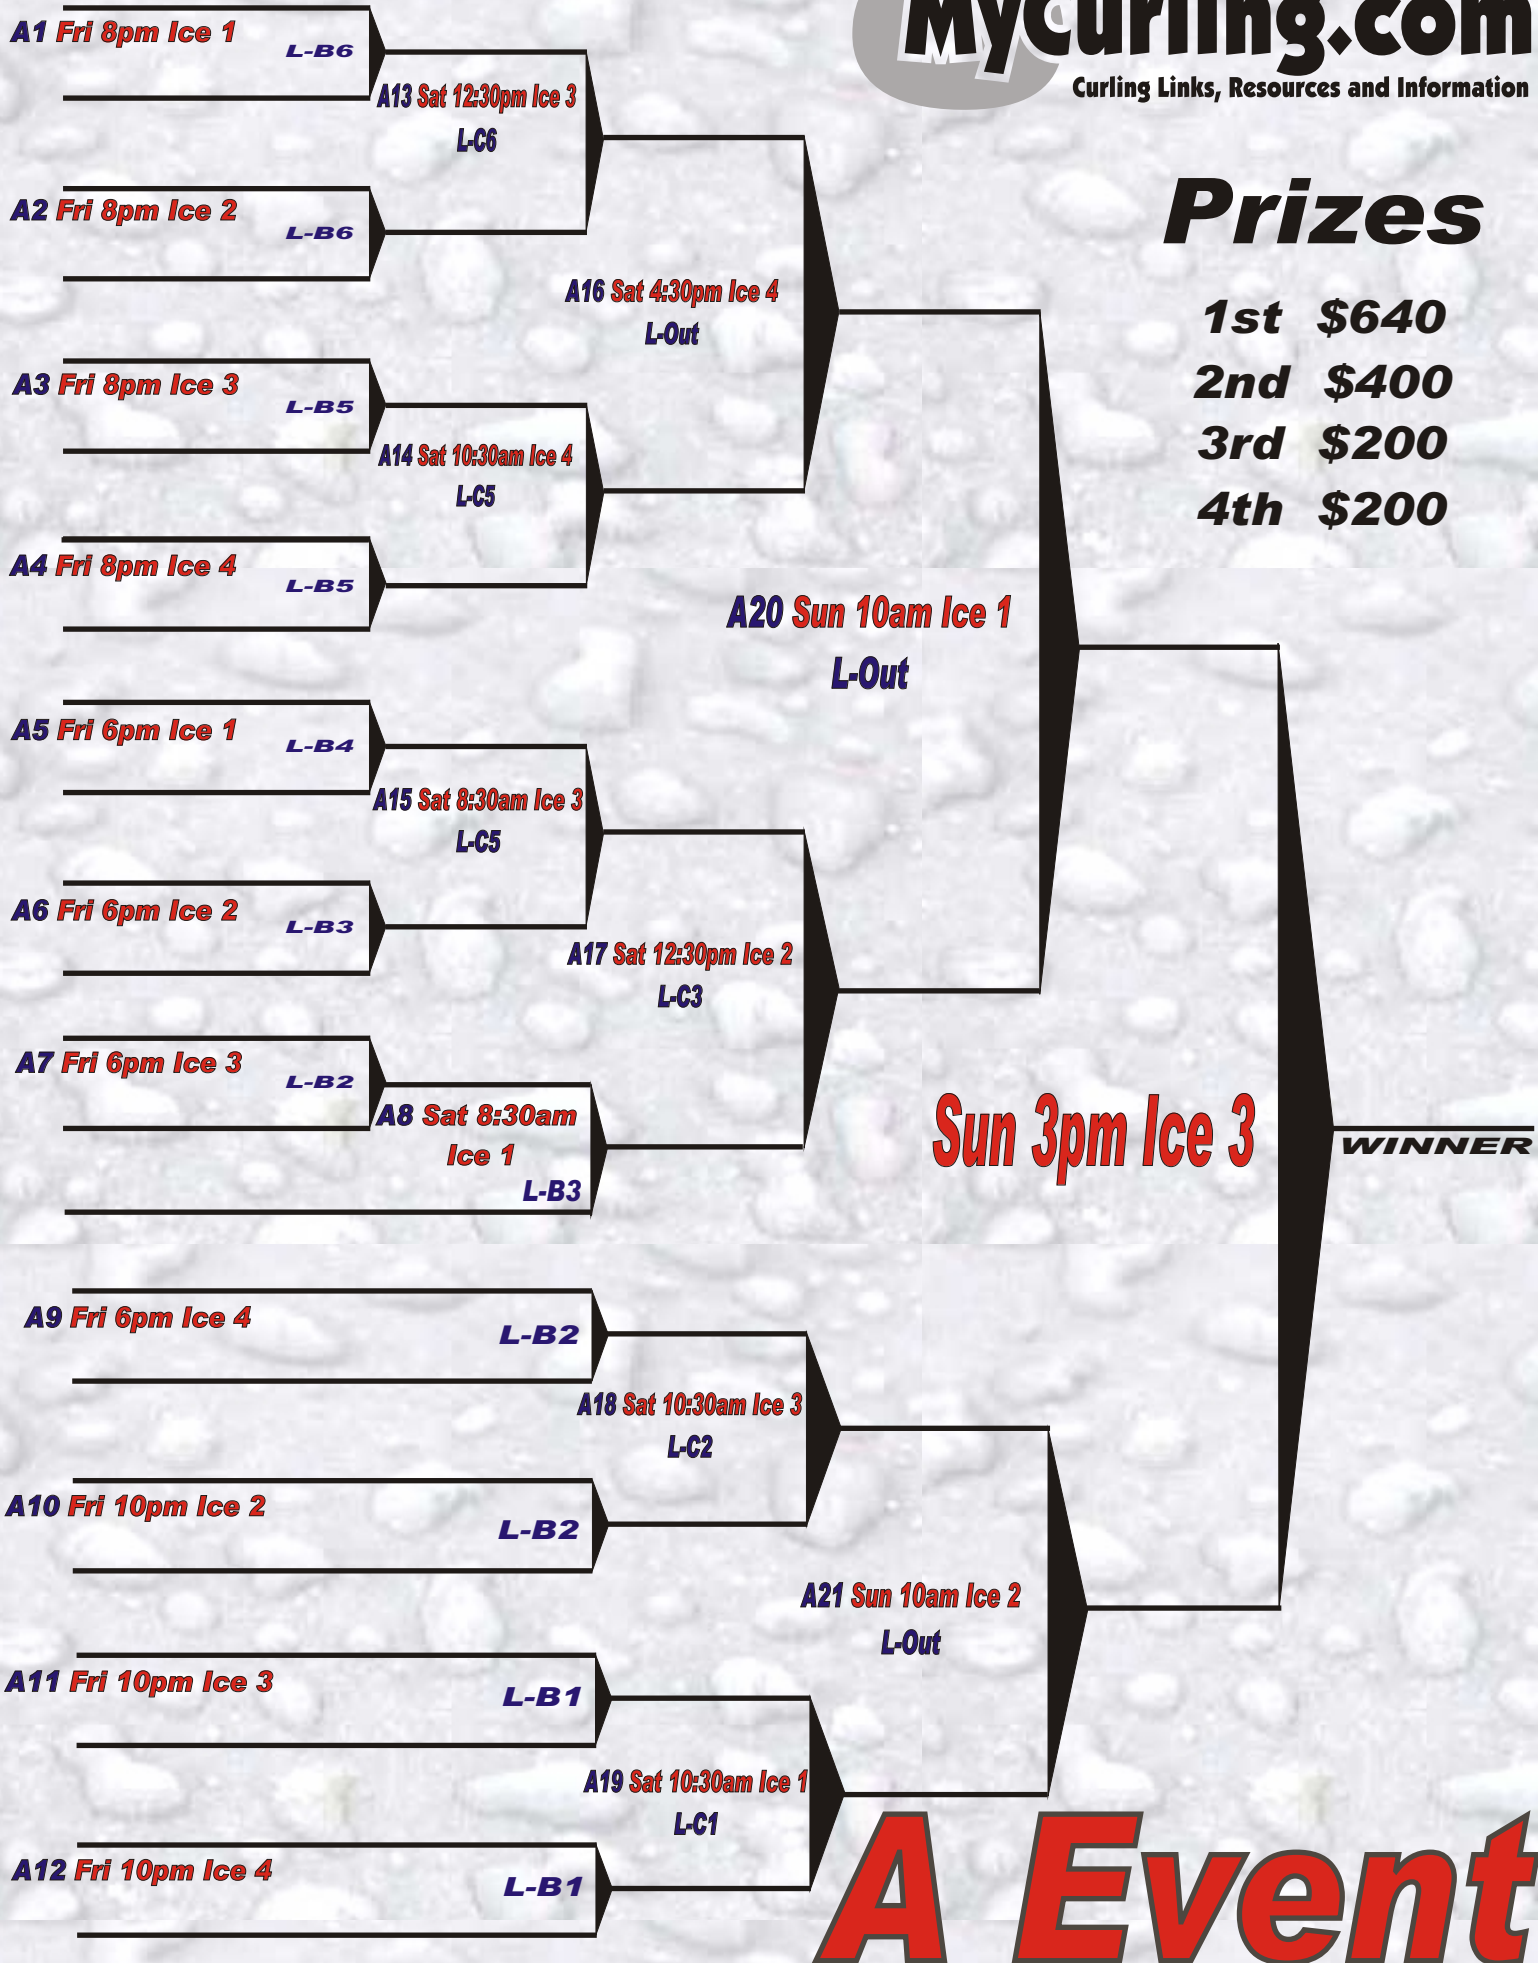 MyCurling.com
Curling Links, Resources and Information
Prizes
1st $640
2nd $400
3rd $200
4th $200
A1 Fri 8pm Ice 1
L-B6
A13 Sat 12:30pm Ice 3
L-C6
A2 Fri 8pm Ice 2
L-B6
A16 Sat 4:30pm Ice 4
L-Out
A3 Fri 8pm Ice 3
L-B5
A14 Sat 10:30am Ice 4
L-C5
A4 Fri 8pm Ice 4
L-B5
A20 Sun 10am Ice 1
L-Out
A5 Fri 6pm Ice 1
L-B4
A15 Sat 8:30am Ice 3
L-C5
A6 Fri 6pm Ice 2
L-B3
A17 Sat 12:30pm Ice 2
L-C3
A7 Fri 6pm Ice 3
L-B2
A8 Sat 8:30am
Ice 1
L-B3
Sun 3pm Ice 3
WINNER
A9 Fri 6pm Ice 4
L-B2
A18 Sat 10:30am Ice 3
L-C2
A10 Fri 10pm Ice 2
L-B2
A21 Sun 10am Ice 2
L-Out
A11 Fri 10pm Ice 3
L-B1
A19 Sat 10:30am Ice 1
L-C1
A12 Fri 10pm Ice 4
L-B1
A Event